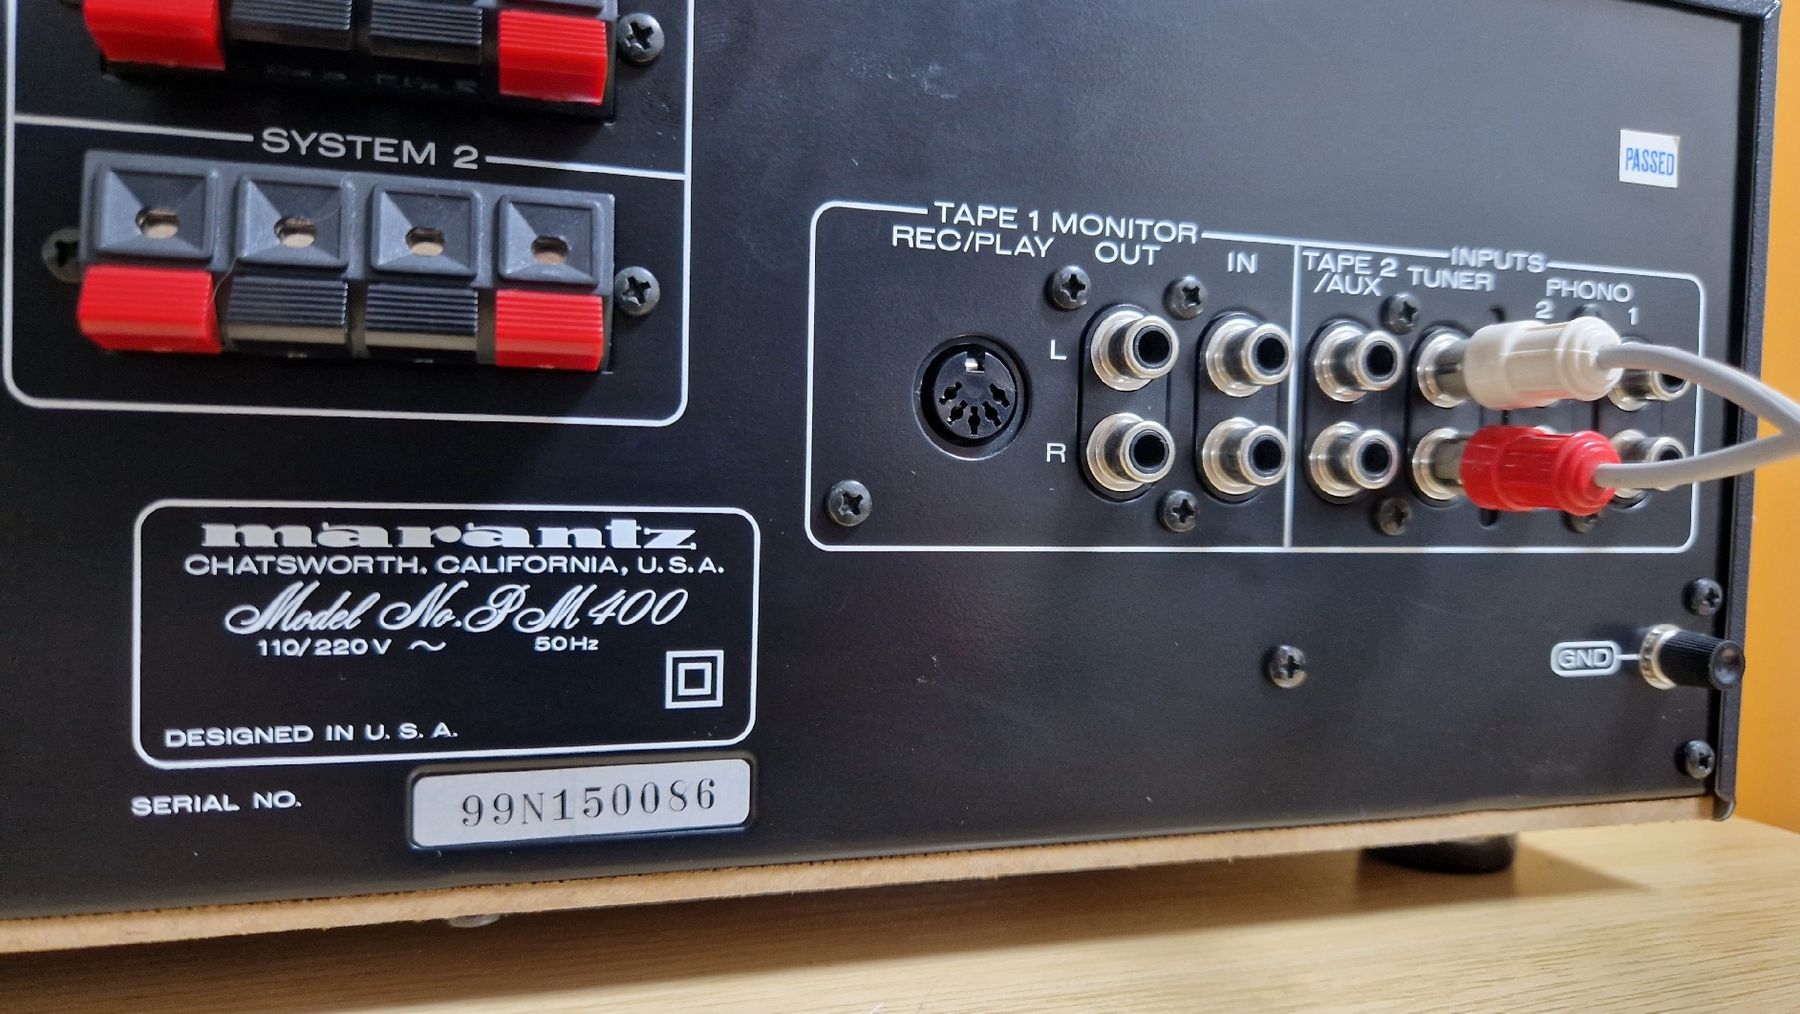 SYSTEM 2
PASSED
TAPE 1 MONITOR
REC/PLAY OUT IN
INPUTS
TAPE 2 /AUX
TUNER
PHONO
2 1
L
R
marantz
CHATSWORTH, CALIFORNIA, U.S.A.
Model No. PM400
110/220V ~ 50Hz
DESIGNED IN U.S.A.
SERIAL NO. 99N150086
GND